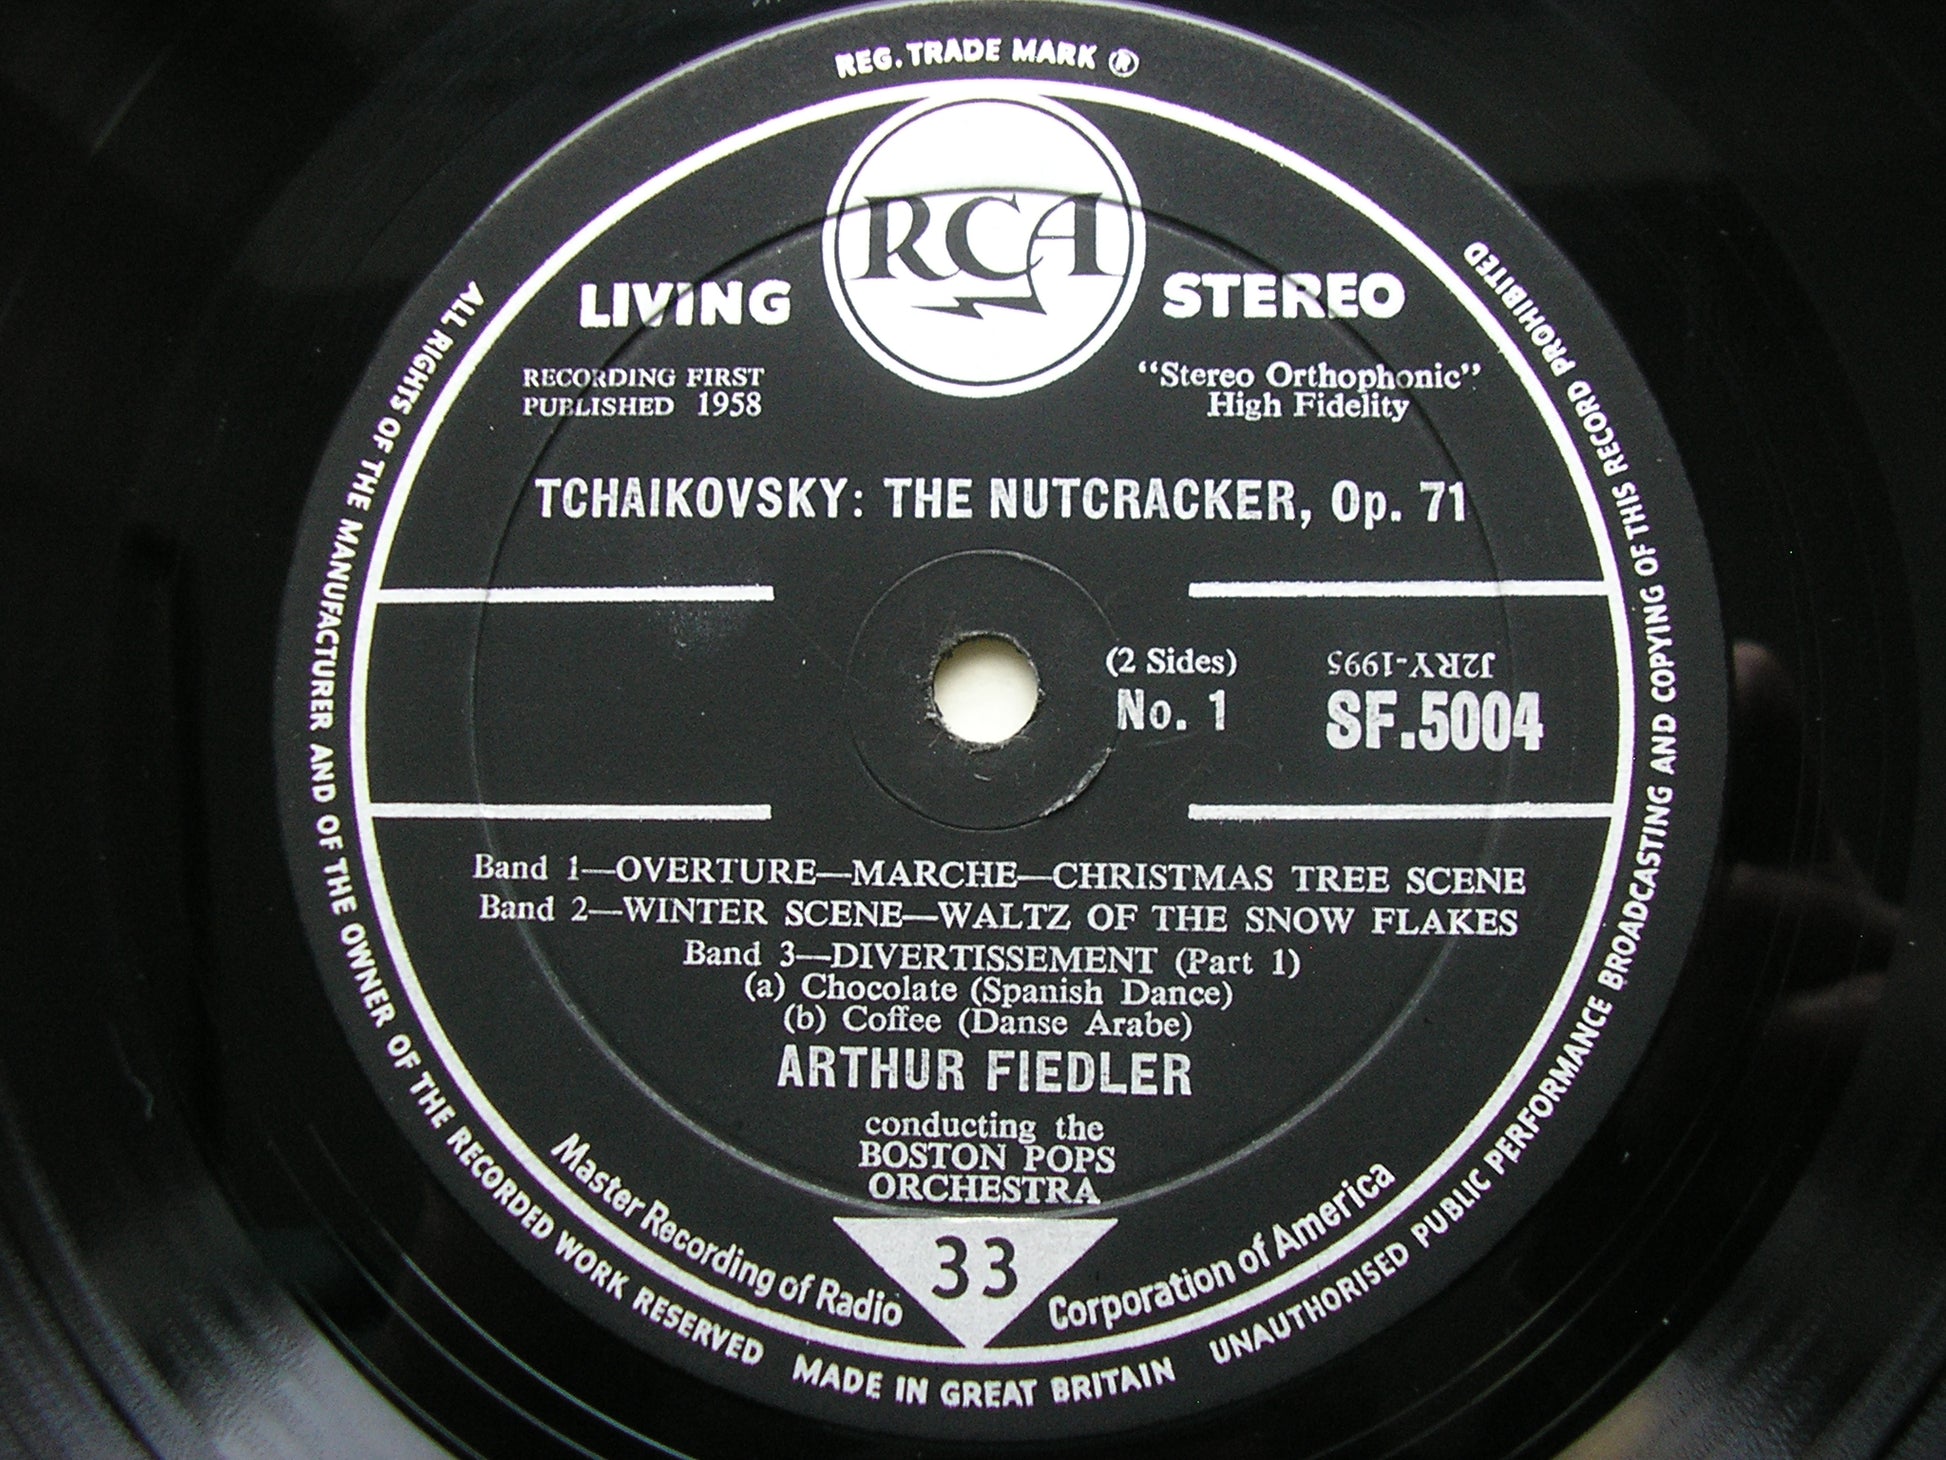 REG. TRADE MARK ®
RCA
LIVING STEREO
RECORDING FIRST
PUBLISHED 1958
"Stereo Orthophonic"
High Fidelity
TCHAIKOVSKY: THE NUTCRACKER, Op. 71
(2 Sides)
No. 1
J2RY-1995
SF.5004
Band 1—OVERTURE—MARCHE—CHRISTMAS TREE SCENE
Band 2—WINTER SCENE—WALTZ OF THE SNOW FLAKES
Band 3—DIVERTISSEMENT (Part 1)
(a) Chocolate (Spanish Dance)
(b) Coffee (Danse Arabe)
ARTHUR FIEDLER
conducting the
BOSTON POPS
ORCHESTRA
33
Master Recording of Radio Corporation of America
ALL RIGHTS OF THE MANUFACTURER AND OF THE OWNER OF THE RECORDED WORK RESERVED
MADE IN GREAT BRITAIN
UNAUTHORISED PUBLIC PERFORMANCE BROADCASTING AND COPYING OF THIS RECORD PROHIBITED